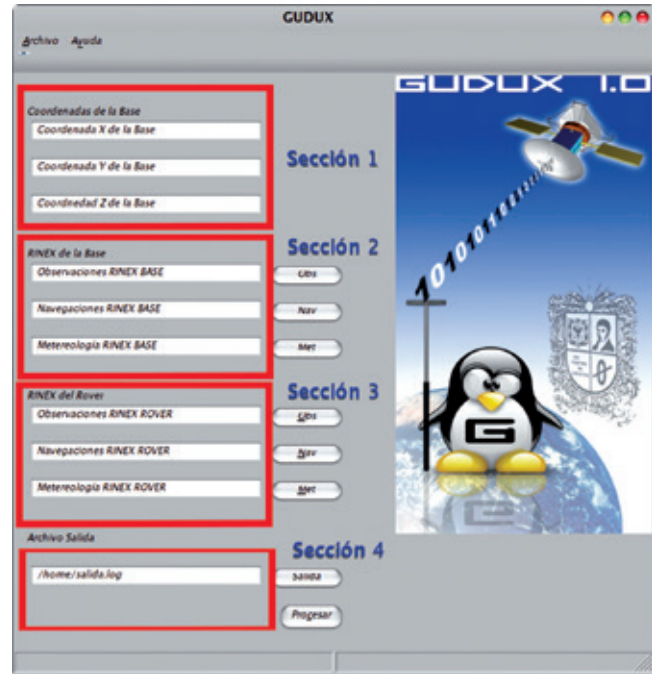 GUDUX
Archivo Ayuda
GUDUX 1.0
Coordenadas de la Base
Coordenada X de la Base
Sección 1
Coordenada Y de la Base
Coordnedad Z de la Base
10101011010
RINEX de la Base
Sección 2
Observaciones RINEX BASE
Obs
Navegaciones RINEX BASE
Nav
Metereología RINEX BASE
Met
RINEX del Rover
Sección 3
Observaciones RINEX ROVER
Obs
Navegaciones RINEX ROVER
Nav
Metereología RINEX ROVER
Met
G
Archivo Salida
Sección 4
/home/salida.log
Salida
Progesar